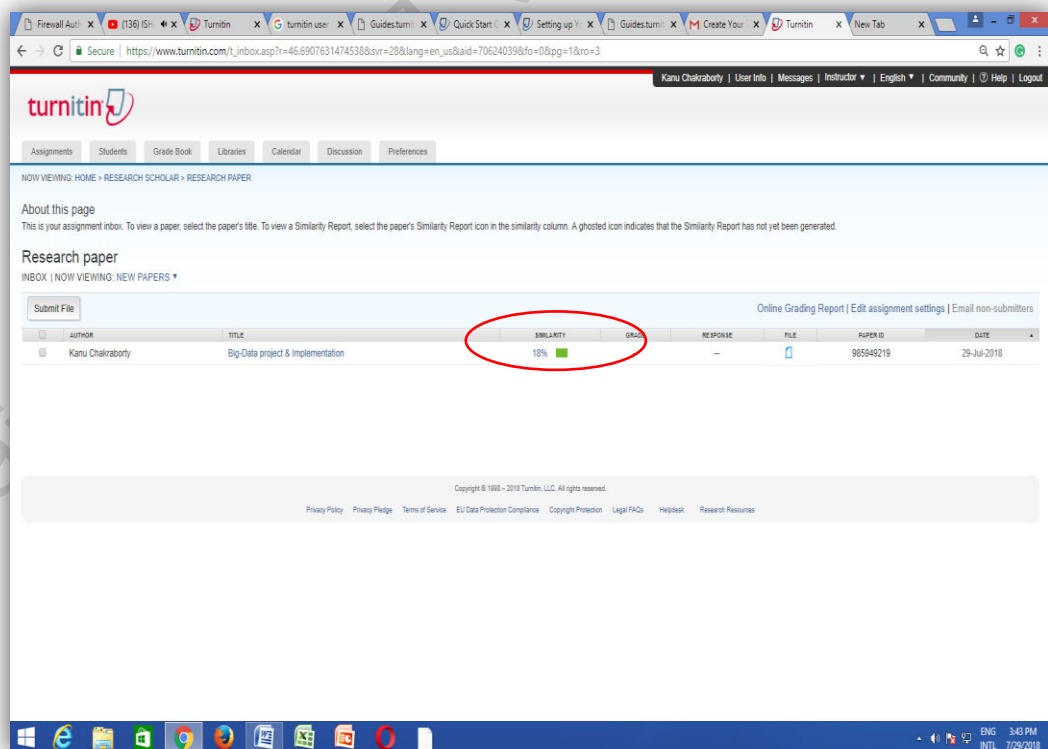 Firewall Auth
(136) ISH
Turnitin
turnitin user
Guides.turnit
Quick Start G
Setting up Yo
Guides.turnit
Create Your
Turnitin
New Tab
Secure | https://www.turnitin.com/t_inbox.asp?r=46.6907631474538&svr=28&lang=en_us&aid=70624039&fo=0&pg=1&ro=3
Kanu Chakraborty | User Info | Messages | Instructor ▼ | English ▼ | Community | ? Help | Logout
turnitin
Assignments Students Grade Book Libraries Calendar Discussion Preferences
NOW VIEWING: HOME > RESEARCH SCHOLAR > RESEARCH PAPER
About this page
This is your assignment inbox. To view a paper, select the paper's title. To view a Similarity Report, select the paper's Similarity Report icon in the similarity column. A ghosted icon indicates that the Similarity Report has not yet been generated.
Research paper
INBOX | NOW VIEWING: NEW PAPERS ▼
Submit File
Online Grading Report | Edit assignment settings | Email non-submitters
AUTHOR TITLE SIMILARITY GRADE RESPONSE FILE PAPER ID DATE
Kanu Chakraborty Big-Data project & Implementation 18% -- 985949219 29-Jul-2018
Copyright © 1998 – 2018 Turnitin, LLC. All rights reserved.
Privacy Policy Privacy Pledge Terms of Service EU Data Protection Compliance Copyright Protection Legal FAQs Helpdesk Research Resources
ENG 3:43 PM
INTL 7/29/2018